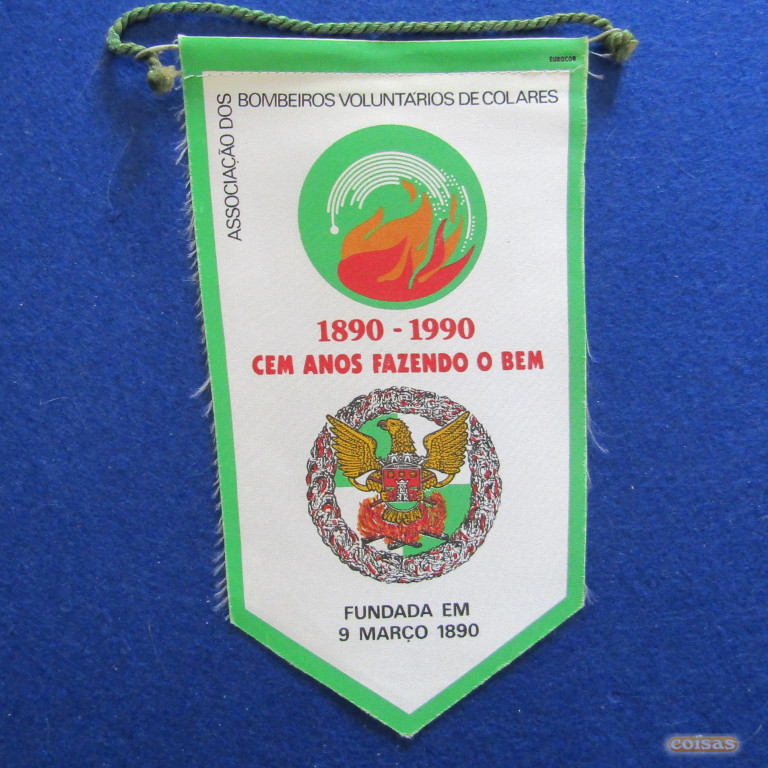 EUROCOR
ASSOCIAÇÃO DOS BOMBEIROS VOLUNTÁRIOS DE COLARES
1890 - 1990
CEM ANOS FAZENDO O BEM
FUNDADA EM
9 MARÇO 1890
coisas